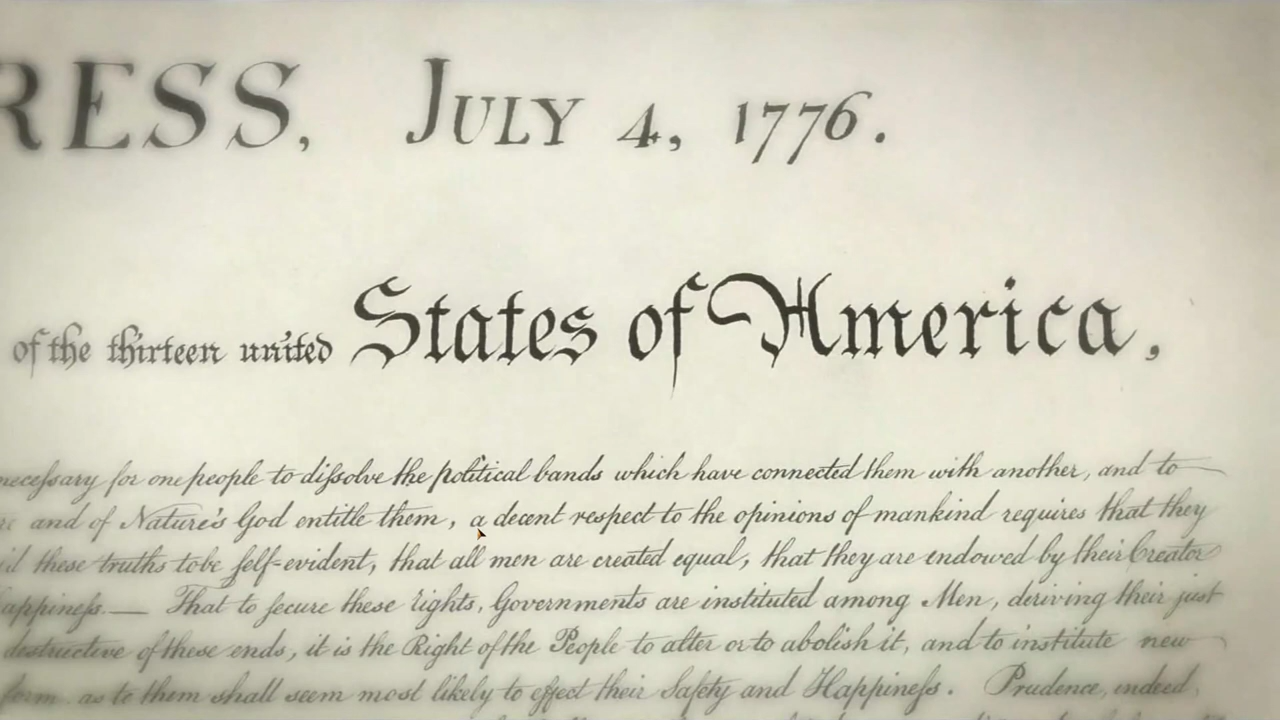 RESS, JULY 4, 1776.
of the thirteen united States of America,
neceſsary for one people to diſsolve the political bands which have connected them with another, and to
and of Nature's God entitle them, a decent respect to the opinions of mankind requires that they
these truths to be ſelf-evident, that all men are created equal, that they are endowed by their Creator
appineſs.— That to ſecure these rights, Governments are instituted among Men, deriving their just
destructive of these ends, it is the Right of the People to alter or to abolish it, and to institute new
form, as to them shall seem most likely to effect their Safety and Happineſs. Prudence, indeed,